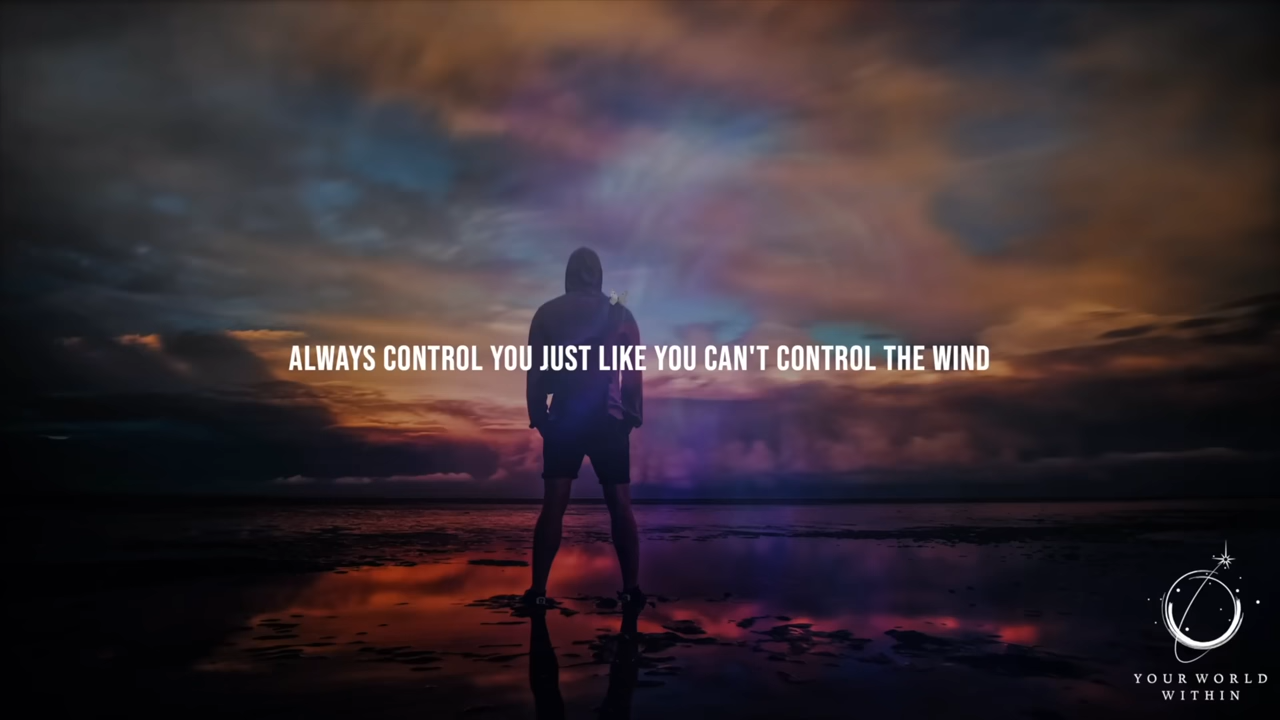 ALWAYS CONTROL YOU JUST LIKE YOU CAN'T CONTROL THE WIND
YOUR WORLD
WITHIN